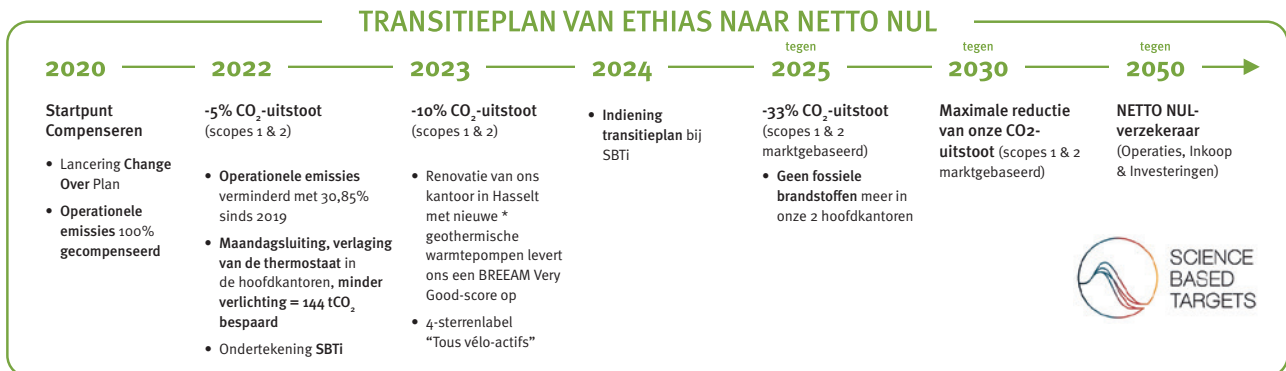 TRANSITIEPLAN VAN ETHIAS NAAR NETTO NUL
2020
Startpunt
Compenseren
• Lancering Change
Over Plan
• Operationele
emissies 100%
gecompenseerd
2022
-5% CO₂-uitstoot
(scopes 1 & 2)
• Operationele emissies
verminderd met 30,85%
sinds 2019
• Maandagsluiting, verlaging
van de thermostaat in
de hoofdkantoren, minder
verlichting = 144 tCO₂
bespaard
• Ondertekening SBTi
2023
-10% CO₂-uitstoot
(scopes 1 & 2)
• Renovatie van ons
kantoor in Hasselt
met nieuwe *
geothermische
warmtepompen levert
ons een BREEAM Very
Good-score op
• 4-sterrenlabel
“Tous vélo-actifs”
2024
• Indiening
transitieplan bij
SBTi
tegen
2025
-33% CO₂-uitstoot
(scopes 1 & 2
marktgebaseerd)
• Geen fossiele
brandstoffen meer in
onze 2 hoofdkantoren
tegen
2030
Maximale reductie
van onze CO2-
uitstoot (scopes 1 & 2
marktgebaseerd)
tegen
2050
NETTO NUL-
verzekeraar
(Operaties, Inkoop
& Investeringen)
SCIENCE
BASED
TARGETS